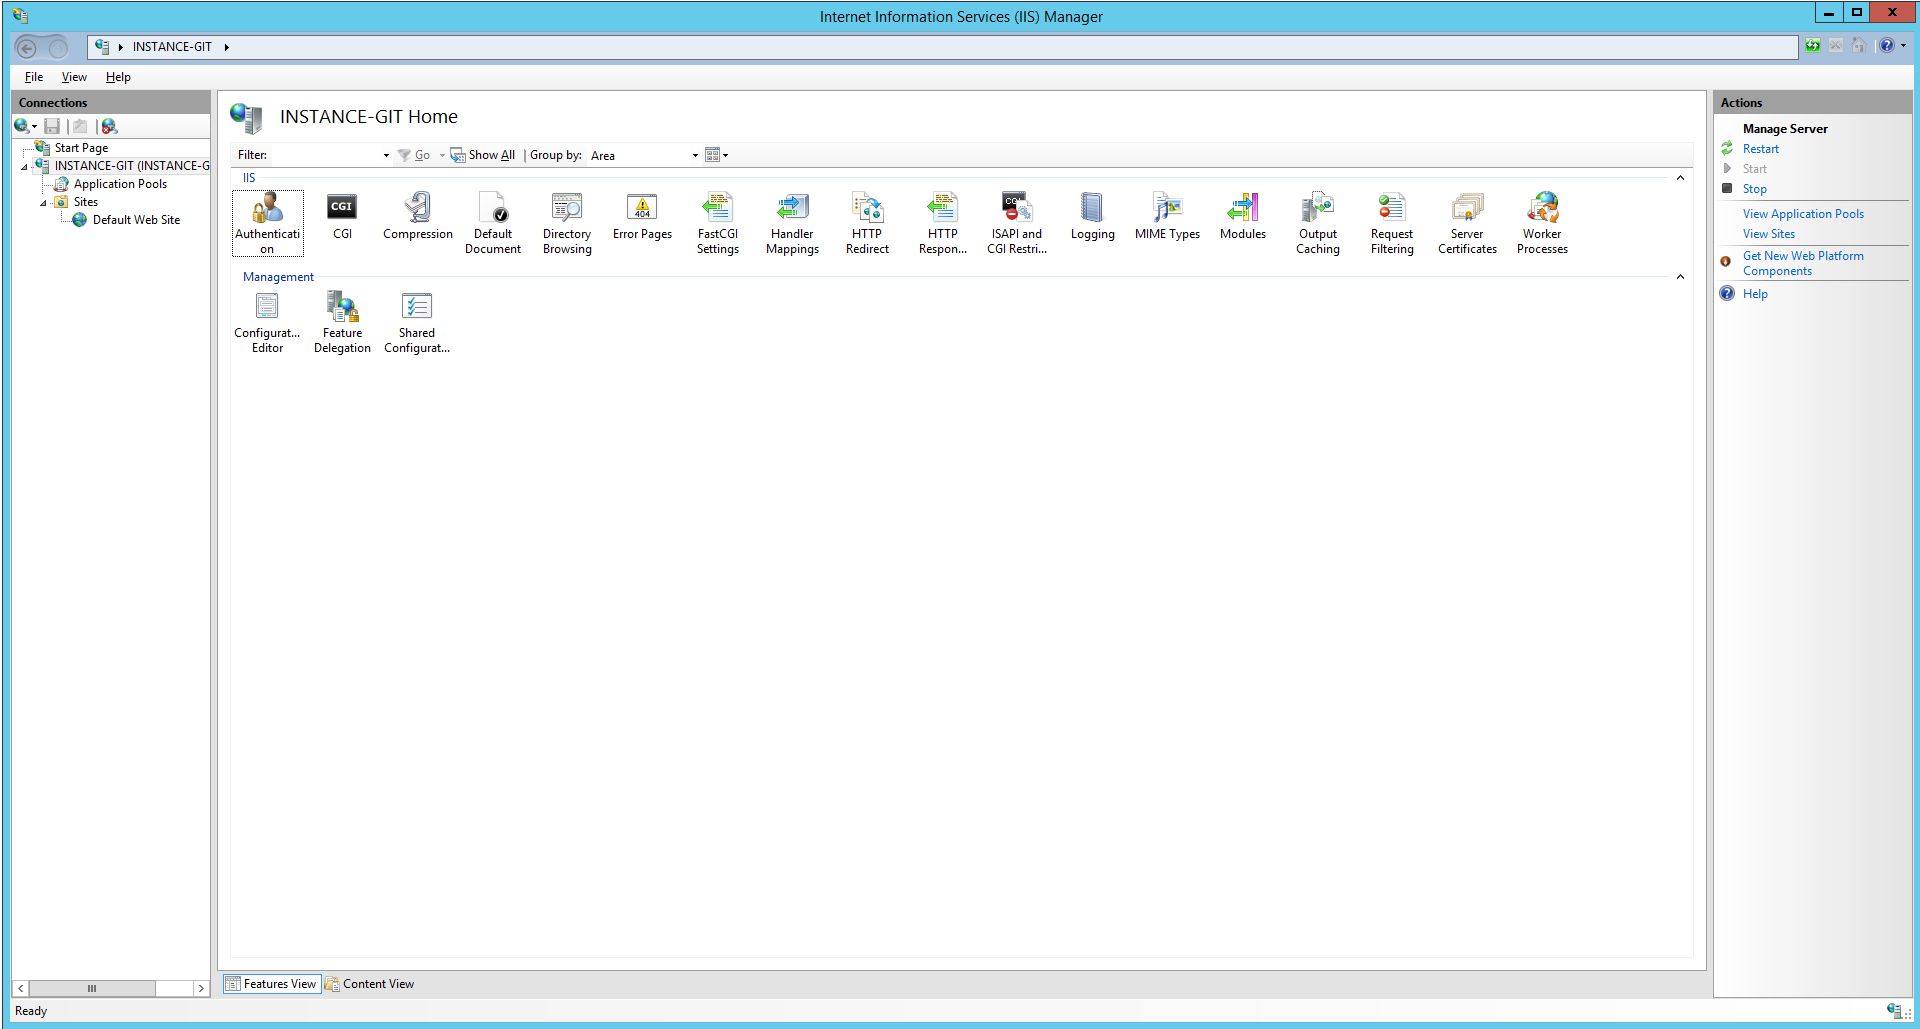 Internet Information Services (IIS) Manager
INSTANCE-GIT
File View Help
Connections
Start Page
INSTANCE-GIT (INSTANCE-G
Application Pools
Sites
Default Web Site
INSTANCE-GIT Home
Filter: Go Show All Group by: Area
IIS
Authenticati
on
CGI
CGI
Compression
Default
Document
Directory
Browsing
404
Error Pages
FastCGI
Settings
Handler
Mappings
HTTP
Redirect
HTTP
Respon...
ISAPI and
CGI Restri...
Logging
MIME Types
Modules
Output
Caching
Request
Filtering
Server
Certificates
Worker
Processes
Management
Configurat...
Editor
Feature
Delegation
Shared
Configurat...
Features View Content View
Actions
Manage Server
Restart
Start
Stop
View Application Pools
View Sites
Get New Web Platform
Components
Help
Ready